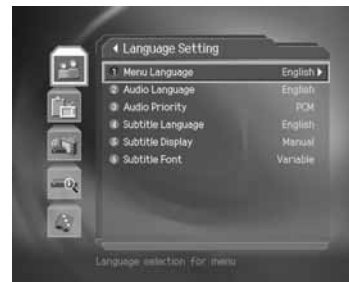 Language Setting
1 Menu Language English
2 Audio Language English
3 Audio Priority PCM
4 Subtitle Language English
5 Subtitle Display Manual
6 Subtitle Font Variable
Language selection for menu